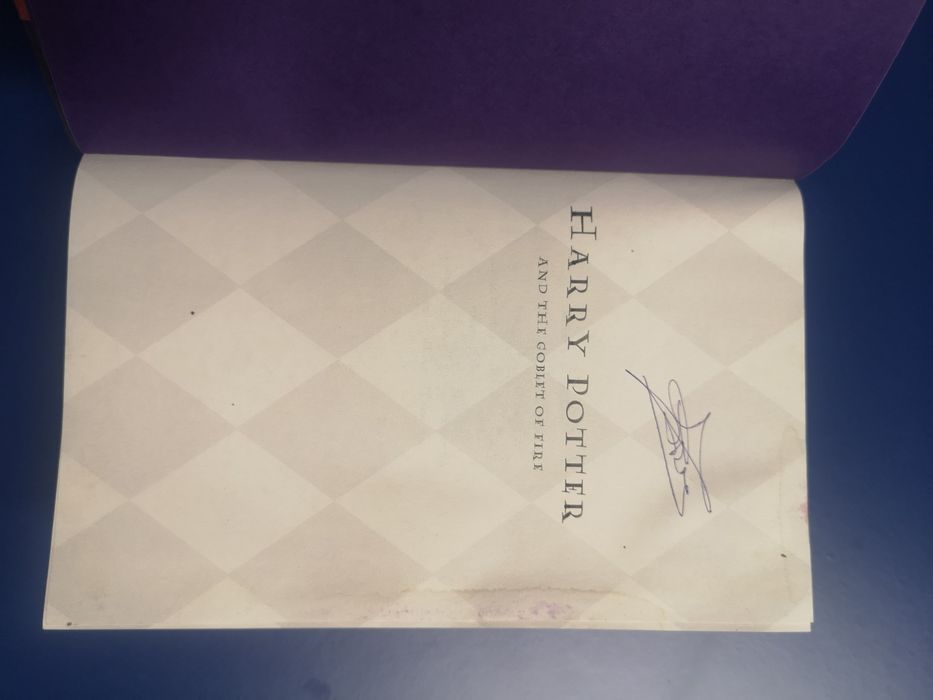 HARRY POTTER
AND THE GOBLET OF FIRE